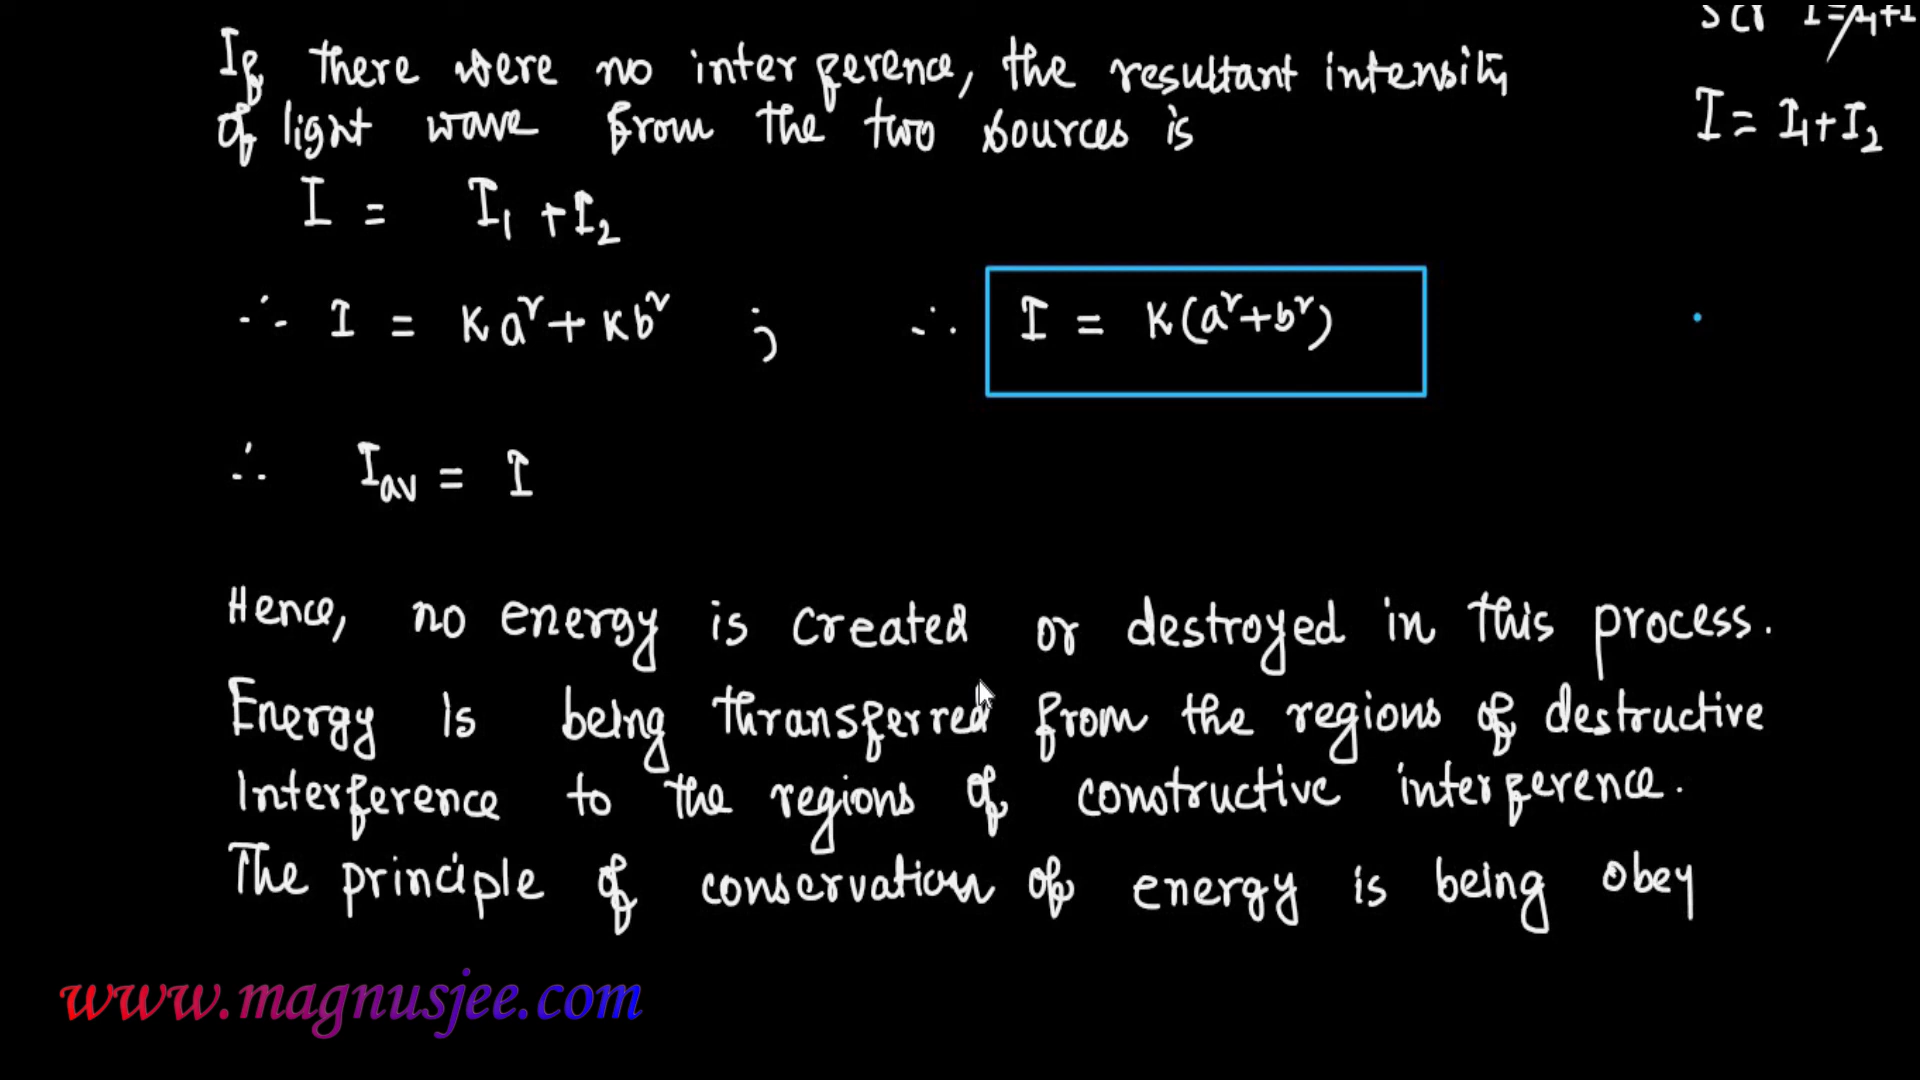 If there were no interference, the resultant intensity
of light wave from the two sources is
I = I₁ + I₂
I = I₁+I₂
∴ I = Ka² + Kb² ; ∴ I = K(a²+b²)
∴ Iav = I
Hence, no energy is created or destroyed in this process.
Energy is being thransferred from the regions of destructive
Interference to the regions of constructive interference.
The principle of conservation of energy is being obey
www.magnusjee.com